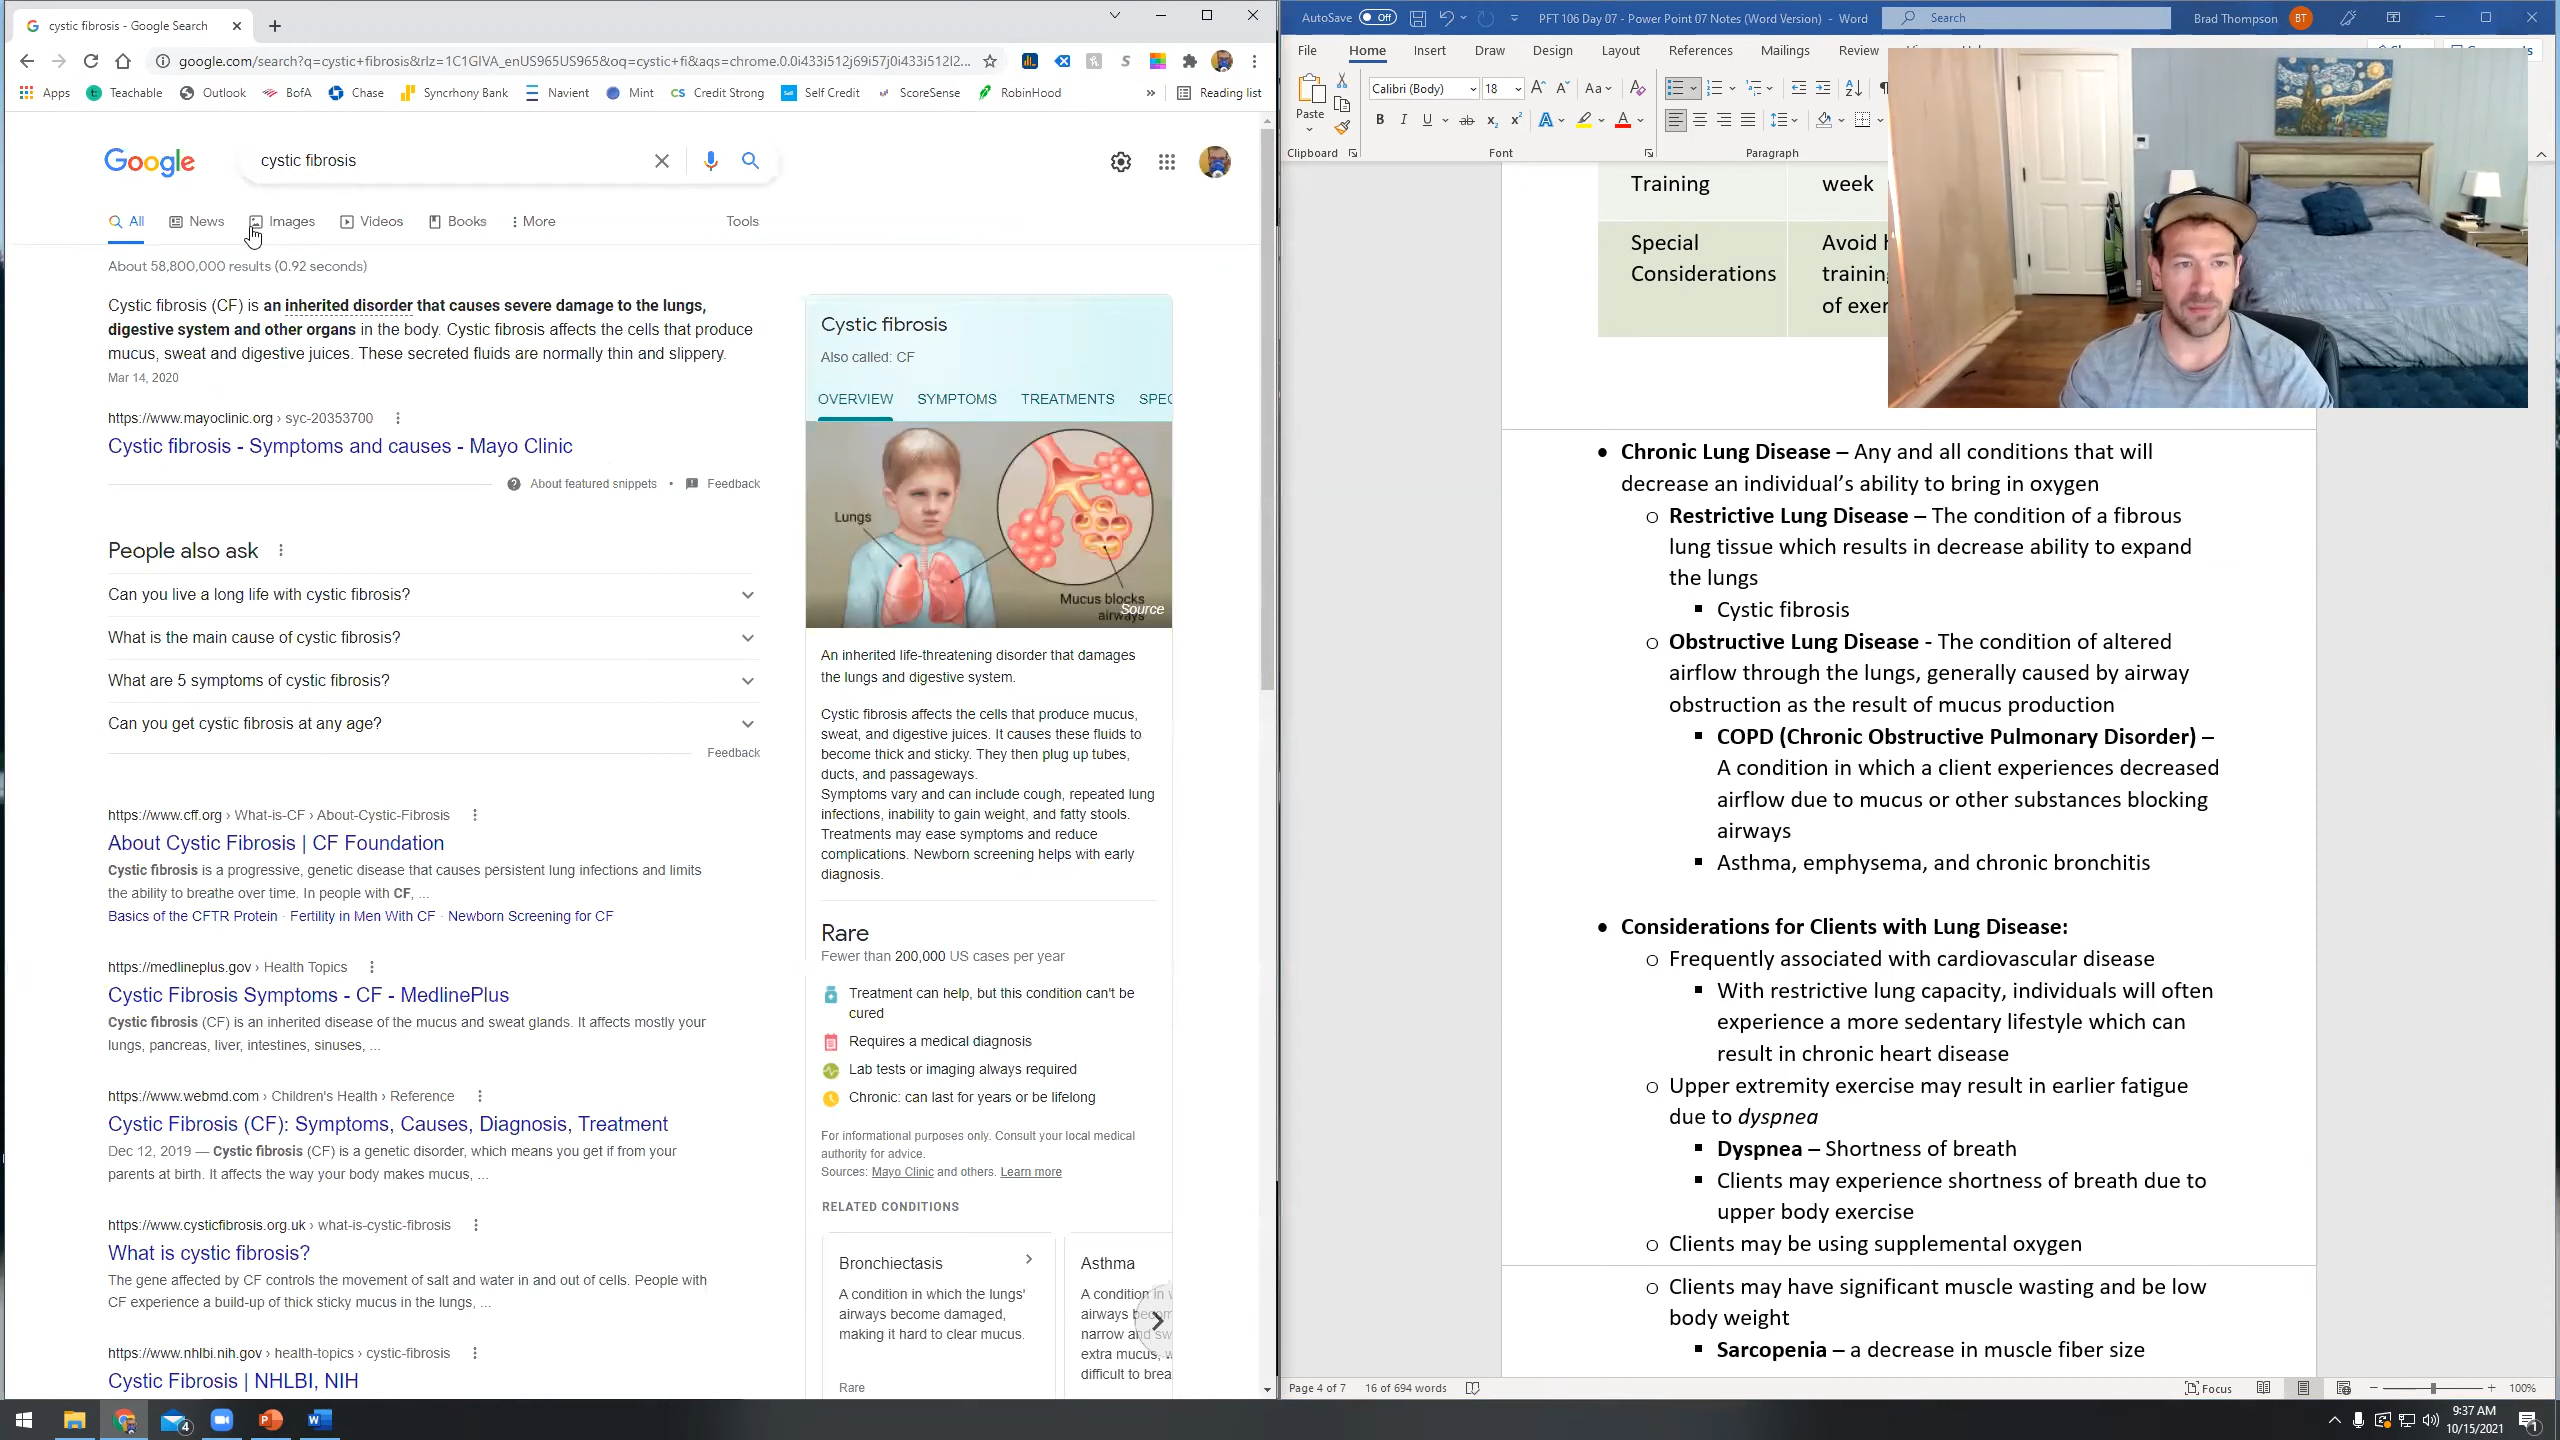 cystic fibrosis - Google Search
google.com/search?q=cystic+fibrosis&rlz=1C1GIVA_enUS965US965&oq=cystic+fi&aqs=chrome.0.0i433i512j69i57j0i433i512l2...
Apps Teachable Outlook BofA Chase Syncrhony Bank Navient Mint CS Credit Strong Self Credit ScoreSense RobinHood » Reading list
Google cystic fibrosis
All News Images Videos Books More Tools
About 58,800,000 results (0.92 seconds)
Cystic fibrosis (CF) is an inherited disorder that causes severe damage to the lungs,
digestive system and other organs in the body. Cystic fibrosis affects the cells that produce
mucus, sweat and digestive juices. These secreted fluids are normally thin and slippery.
Mar 14, 2020
https://www.mayoclinic.org › syc-20353700
Cystic fibrosis - Symptoms and causes - Mayo Clinic
About featured snippets • Feedback
People also ask
Can you live a long life with cystic fibrosis?
What is the main cause of cystic fibrosis?
What are 5 symptoms of cystic fibrosis?
Can you get cystic fibrosis at any age?
Feedback
https://www.cff.org › What-is-CF › About-Cystic-Fibrosis
About Cystic Fibrosis | CF Foundation
Cystic fibrosis is a progressive, genetic disease that causes persistent lung infections and limits
the ability to breathe over time. In people with CF, ...
Basics of the CFTR Protein · Fertility in Men With CF · Newborn Screening for CF
https://medlineplus.gov › Health Topics
Cystic Fibrosis Symptoms - CF - MedlinePlus
Cystic fibrosis (CF) is an inherited disease of the mucus and sweat glands. It affects mostly your
lungs, pancreas, liver, intestines, sinuses, ...
https://www.webmd.com › Children's Health › Reference
Cystic Fibrosis (CF): Symptoms, Causes, Diagnosis, Treatment
Dec 12, 2019 — Cystic fibrosis (CF) is a genetic disorder, which means you get if from your
parents at birth. It affects the way your body makes mucus, ...
https://www.cysticfibrosis.org.uk › what-is-cystic-fibrosis
What is cystic fibrosis?
The gene affected by CF controls the movement of salt and water in and out of cells. People with
CF experience a build-up of thick sticky mucus in the lungs, ...
https://www.nhlbi.nih.gov › health-topics › cystic-fibrosis
Cystic Fibrosis | NHLBI, NIH
Cystic fibrosis
Also called: CF
OVERVIEW SYMPTOMS TREATMENTS SPEC
Lungs
Mucus blocks
airways
Source
An inherited life-threatening disorder that damages
the lungs and digestive system.
Cystic fibrosis affects the cells that produce mucus,
sweat, and digestive juices. It causes these fluids to
become thick and sticky. They then plug up tubes,
ducts, and passageways.
Symptoms vary and can include cough, repeated lung
infections, inability to gain weight, and fatty stools.
Treatments may ease symptoms and reduce
complications. Newborn screening helps with early
diagnosis.
Rare
Fewer than 200,000 US cases per year
Treatment can help, but this condition can't be
cured
Requires a medical diagnosis
Lab tests or imaging always required
Chronic: can last for years or be lifelong
For informational purposes only. Consult your local medical
authority for advice.
Sources: Mayo Clinic and others. Learn more
RELATED CONDITIONS
Bronchiectasis
A condition in which the lungs'
airways become damaged,
making it hard to clear mucus.
Rare
Asthma
A condition in
airways
narrow and
extra mucus,
difficult to brea
AutoSave Off PFT 106 Day 07 - Power Point 07 Notes (Word Version) - Word Search Brad Thompson BT
File Home Insert Draw Design Layout References Mailings Review
Paste Calibri (Body) 18
Clipboard Font Paragraph
Training week
Special Avoid
Considerations training
of exer
• Chronic Lung Disease – Any and all conditions that will
decrease an individual's ability to bring in oxygen
o Restrictive Lung Disease – The condition of a fibrous
lung tissue which results in decrease ability to expand
the lungs
▪ Cystic fibrosis
o Obstructive Lung Disease - The condition of altered
airflow through the lungs, generally caused by airway
obstruction as the result of mucus production
▪ COPD (Chronic Obstructive Pulmonary Disorder) –
A condition in which a client experiences decreased
airflow due to mucus or other substances blocking
airways
▪ Asthma, emphysema, and chronic bronchitis
• Considerations for Clients with Lung Disease:
o Frequently associated with cardiovascular disease
▪ With restrictive lung capacity, individuals will often
experience a more sedentary lifestyle which can
result in chronic heart disease
o Upper extremity exercise may result in earlier fatigue
due to dyspnea
▪ Dyspnea – Shortness of breath
▪ Clients may experience shortness of breath due to
upper body exercise
o Clients may be using supplemental oxygen
o Clients may have significant muscle wasting and be low
body weight
▪ Sarcopenia – a decrease in muscle fiber size
Page 4 of 7 16 of 694 words Focus 100%
4
9:37 AM
10/15/2021
1